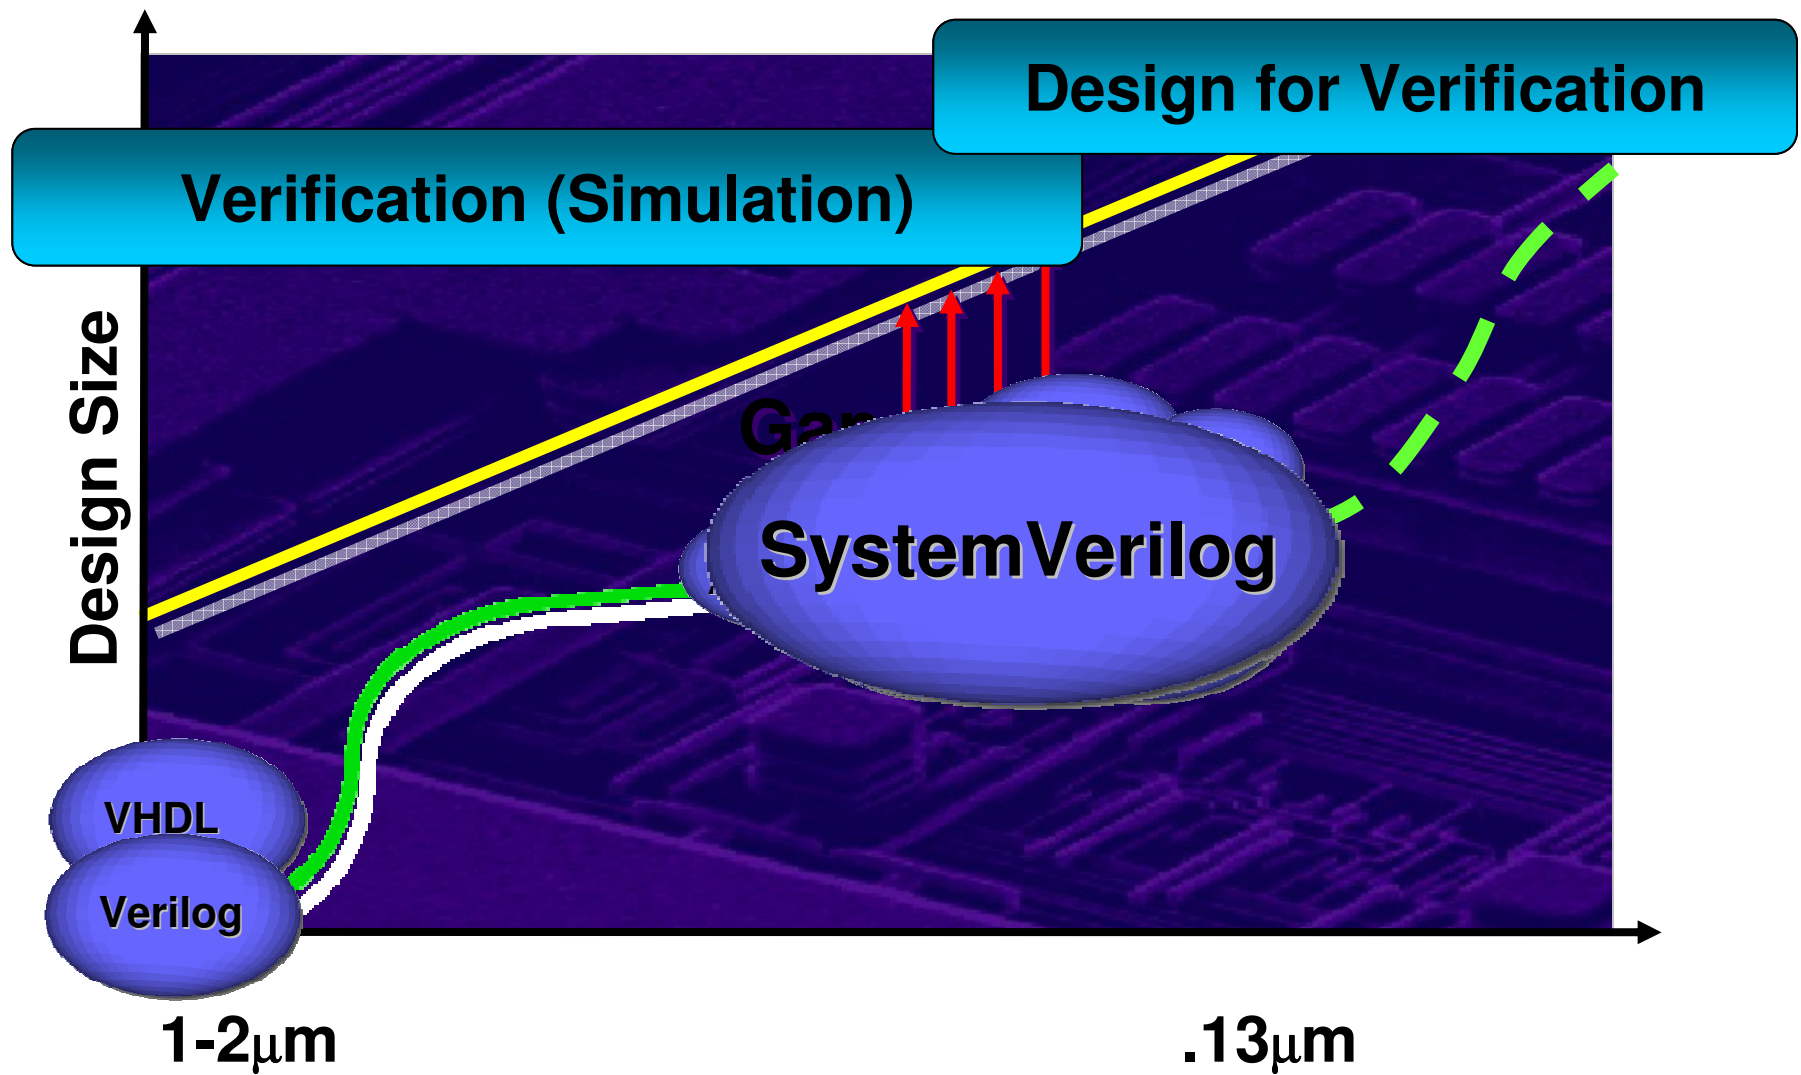 Design for Verification
Verification (Simulation)
Design Size
SystemVerilog
VHDL
Verilog
1-2μm
.13μm